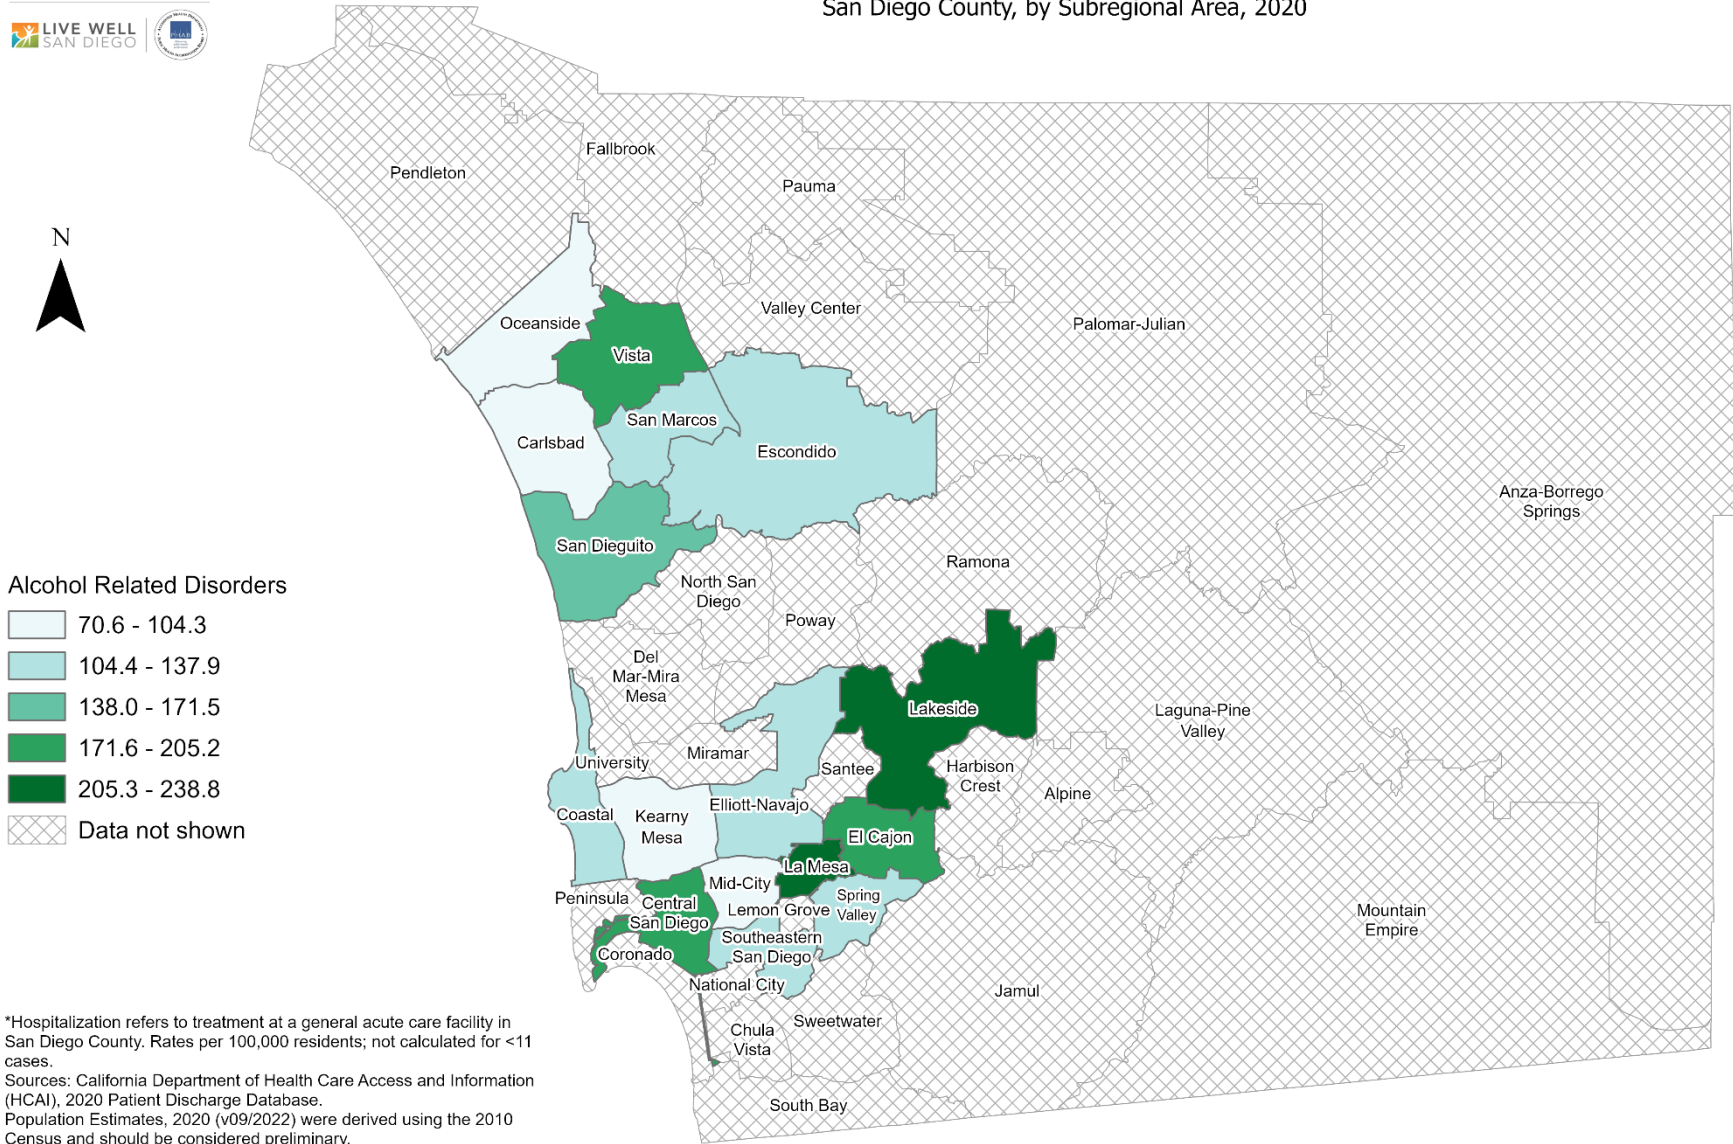 San Diego County, by Subregional Area, 2020
LIVE WELL
SAN DIEGO
PHAB
N
Fallbrook
Pendleton
Pauma
Valley Center
Oceanside
Palomar-Julian
Vista
San Marcos
Carlsbad
Escondido
Anza-Borrego
Springs
San Dieguito
Ramona
North San
Diego
Poway
Del
Mar-Mira
Mesa
Lakeside
Laguna-Pine
Valley
Miramar
University
Santee
Harbison
Crest
Alpine
Elliott-Navajo
Coastal
Kearny
Mesa
El Cajon
La Mesa
Mid-City
Peninsula
Central
San Diego
Spring
Valley
Lemon Grove
Mountain
Empire
Southeastern
San Diego
Coronado
National City
Jamul
Sweetwater
Chula
Vista
South Bay
Alcohol Related Disorders
70.6 - 104.3
104.4 - 137.9
138.0 - 171.5
171.6 - 205.2
205.3 - 238.8
Data not shown
*Hospitalization refers to treatment at a general acute care facility in
San Diego County. Rates per 100,000 residents; not calculated for <11
cases.
Sources: California Department of Health Care Access and Information
(HCAI), 2020 Patient Discharge Database.
Population Estimates, 2020 (v09/2022) were derived using the 2010
Census and should be considered preliminary.